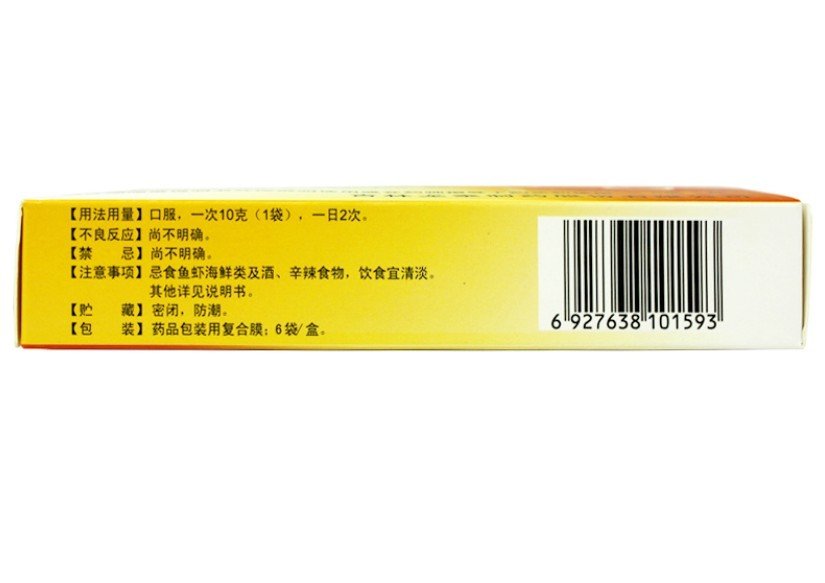 【用法用量】口服，一次10克（1袋），一日2次。
【不良反应】尚不明确。
【禁　　忌】尚不明确。
【注意事项】忌食鱼虾海鲜类及酒、辛辣食物，饮食宜清淡。
其他详见说明书。
【贮　　藏】密闭，防潮。
【包　　装】药品包装用复合膜；6袋/盒。
6 927638 101593